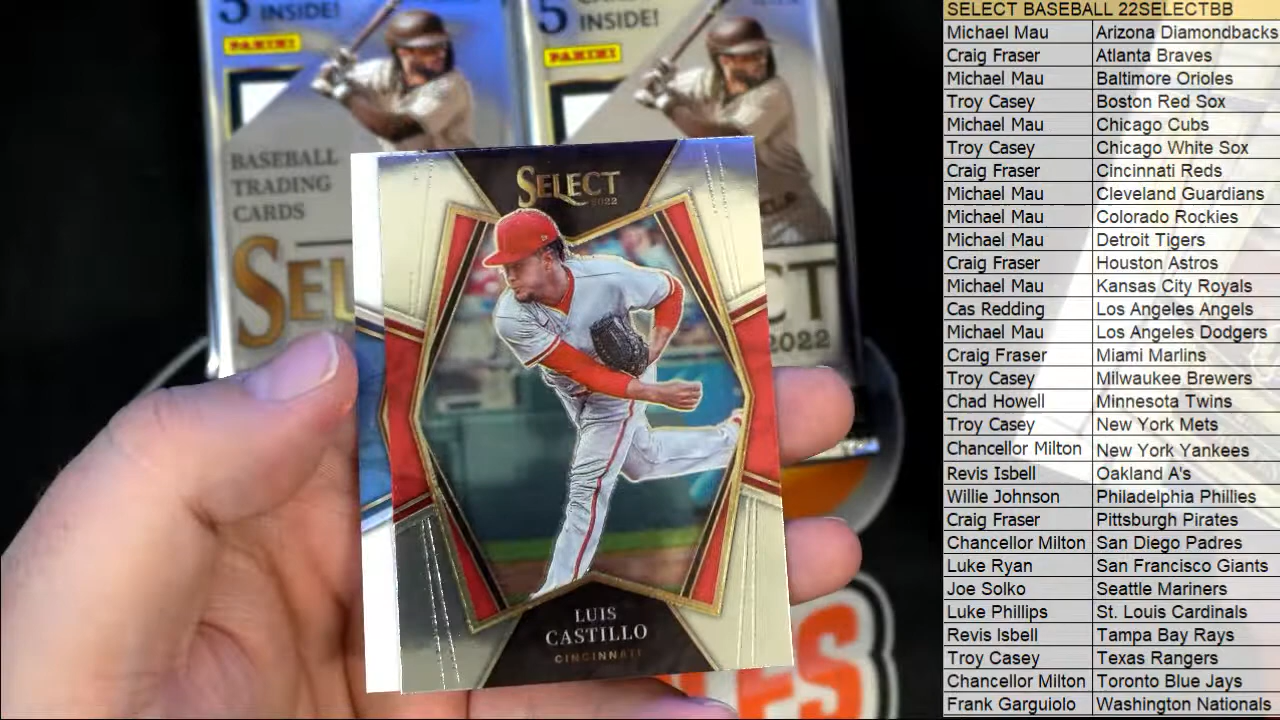 5
INSIDE!
PANINI
BASEBALL
TRADING
CARDS
SEL
5
INSIDE!
PANINI
CT
2022
SELECT
2022
LUIS
CASTILLO
CINCINNATI
ES
SELECT BASEBALL 22SELECTBB
Michael Mau Arizona Diamondbacks
Craig Fraser Atlanta Braves
Michael Mau Baltimore Orioles
Troy Casey Boston Red Sox
Michael Mau Chicago Cubs
Troy Casey Chicago White Sox
Craig Fraser Cincinnati Reds
Michael Mau Cleveland Guardians
Michael Mau Colorado Rockies
Michael Mau Detroit Tigers
Craig Fraser Houston Astros
Michael Mau Kansas City Royals
Cas Redding Los Angeles Angels
Michael Mau Los Angeles Dodgers
Craig Fraser Miami Marlins
Troy Casey Milwaukee Brewers
Chad Howell Minnesota Twins
Troy Casey New York Mets
Chancellor Milton New York Yankees
Revis Isbell Oakland A's
Willie Johnson Philadelphia Phillies
Craig Fraser Pittsburgh Pirates
Chancellor Milton San Diego Padres
Luke Ryan San Francisco Giants
Joe Solko Seattle Mariners
Luke Phillips St. Louis Cardinals
Revis Isbell Tampa Bay Rays
Troy Casey Texas Rangers
Chancellor Milton Toronto Blue Jays
Frank Garguiolo Washington Nationals